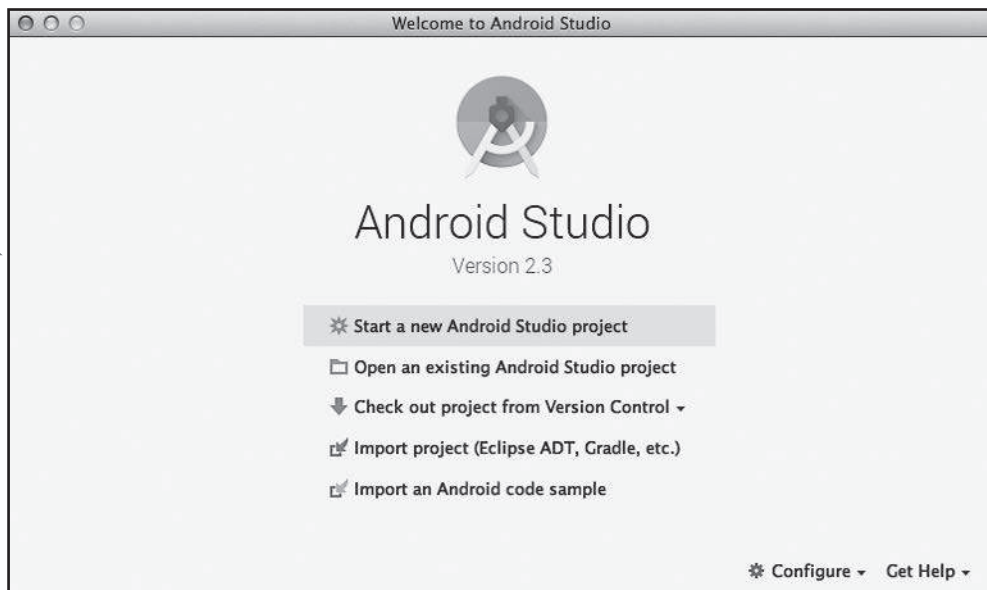 Welcome to Android Studio
Android Studio
Version 2.3
Start a new Android Studio project
Open an existing Android Studio project
Check out project from Version Control
Import project (Eclipse ADT, Gradle, etc.)
Import an Android code sample
Configure
Get Help